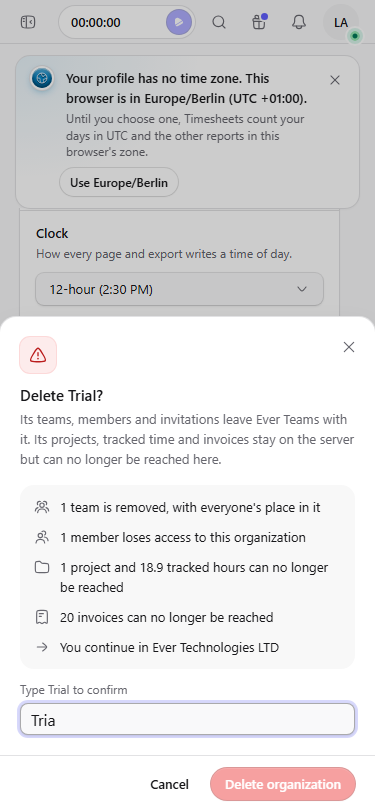 00:00:00
LA
Your profile has no time zone. This
browser is in Europe/Berlin (UTC +01:00).
Until you choose one, Timesheets count your
days in UTC and the other reports in this
browser's zone.
Use Europe/Berlin
Clock
How every page and export writes a time of day.
12-hour (2:30 PM)
Delete Trial?
Its teams, members and invitations leave Ever Teams with
it. Its projects, tracked time and invoices stay on the server
but can no longer be reached here.
1 team is removed, with everyone's place in it
1 member loses access to this organization
1 project and 18.9 tracked hours can no longer
be reached
20 invoices can no longer be reached
You continue in Ever Technologies LTD
Type Trial to confirm
Tria
Cancel
Delete organization